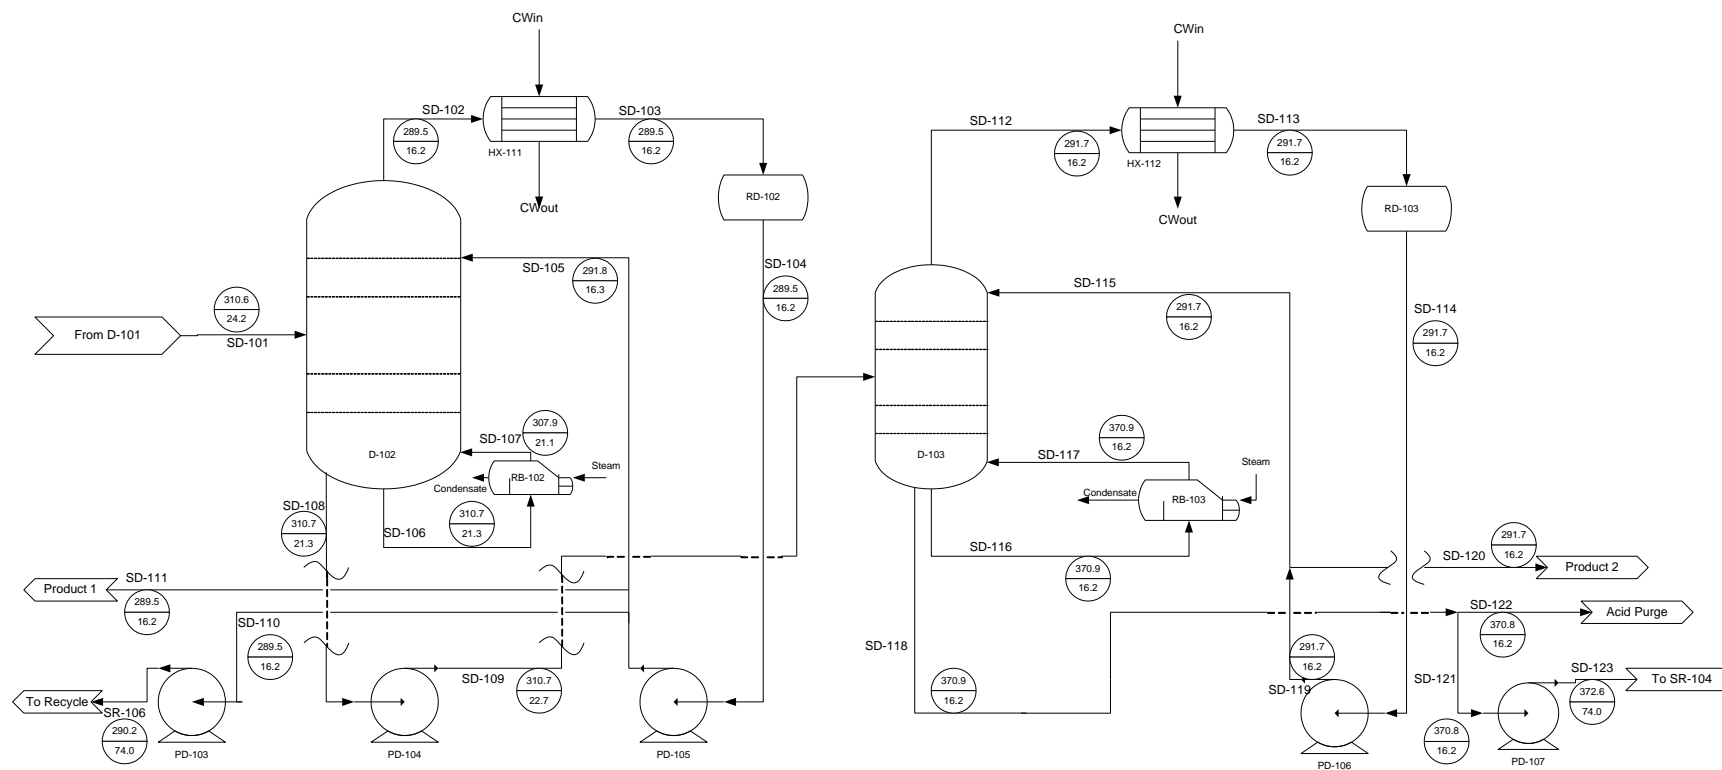 CWin
CWin
SD-102
SD-103
SD-112
SD-113
289.5
16.2
289.5
16.2
291.7
16.2
291.7
16.2
HX-111
HX-112
RD-102
RD-103
CWout
CWout
SD-105
291.8
16.3
SD-104
289.5
16.2
SD-115
291.7
16.2
SD-114
291.7
16.2
310.6
24.2
From D-101
SD-101
307.9
21.1
SD-107
D-102
RB-102
Steam
Condensate
370.9
16.2
SD-117
D-103
Steam
Condensate
RB-103
SD-108
310.7
21.3
SD-106
310.7
21.3
SD-116
370.9
16.2
291.7
16.2
SD-120
Product 2
Product 1
SD-111
289.5
16.2
SD-110
289.5
16.2
SD-122
370.8
16.2
Acid Purge
SD-118
291.7
16.2
SD-119
SD-121
SD-123
372.6
74.0
To SR-104
To Recycle
SR-106
290.2
74.0
SD-109
310.7
22.7
370.9
16.2
370.8
16.2
PD-103
PD-104
PD-105
PD-106
PD-107